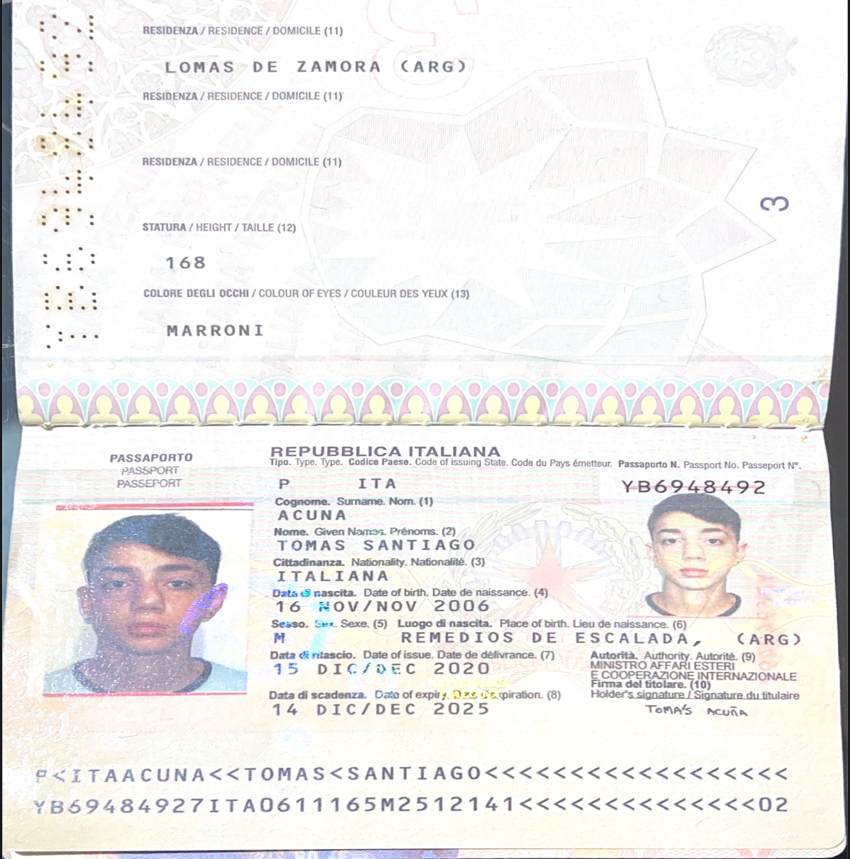 RESIDENZA / RESIDENCE / DOMICILE (11)
LOMAS DE ZAMORA (ARG)
RESIDENZA / RESIDENCE / DOMICILE (11)
RESIDENZA / RESIDENCE / DOMICILE (11)
STATURA / HEIGHT / TAILLE (12)
168
COLORE DEGLI OCCHI / COLOUR OF EYES / COULEUR DES YEUX (13)
MARRONI
3
PASSAPORTO
PASSPORT
PASSEPORT
REPUBBLICA ITALIANA
Tipo. Type. Type. Codice Paese. Code of issuing State. Code du Pays émetteur. Passaporto N. Passport No. Passeport N°.
P ITA YB6948492
Cognome. Surname. Nom. (1)
ACUNA
Nome. Given Names. Prénoms. (2)
TOMAS SANTIAGO
Cittadinanza. Nationality. Nationalité. (3)
ITALIANA
Data di nascita. Date of birth. Date de naissance. (4)
16 NOV/NOV 2006
Sesso. Sex. Sexe. (5) Luogo di nascita. Place of birth. Lieu de naissance. (6)
M REMEDIOS DE ESCALADA, (ARG)
Data di rilascio. Date of issue. Date de délivrance. (7)
15 DIC/DEC 2020
Autorità. Authority. Autorité. (9)
MINISTRO AFFARI ESTERI
E COOPERAZIONE INTERNAZIONALE
Data di scadenza. Date of expiry. Date d'expiration. (8)
14 DIC/DEC 2025
Firma del titolare. (10)
Holder's signature / Signature du titulaire
TOMÁS ACUÑA
P<ITAACUNA<<TOMAS<SANTIAGO<<<<<<<<<<<<<<<<<<
YB69484927ITA0611165M2512141<<<<<<<<<<<<<<02